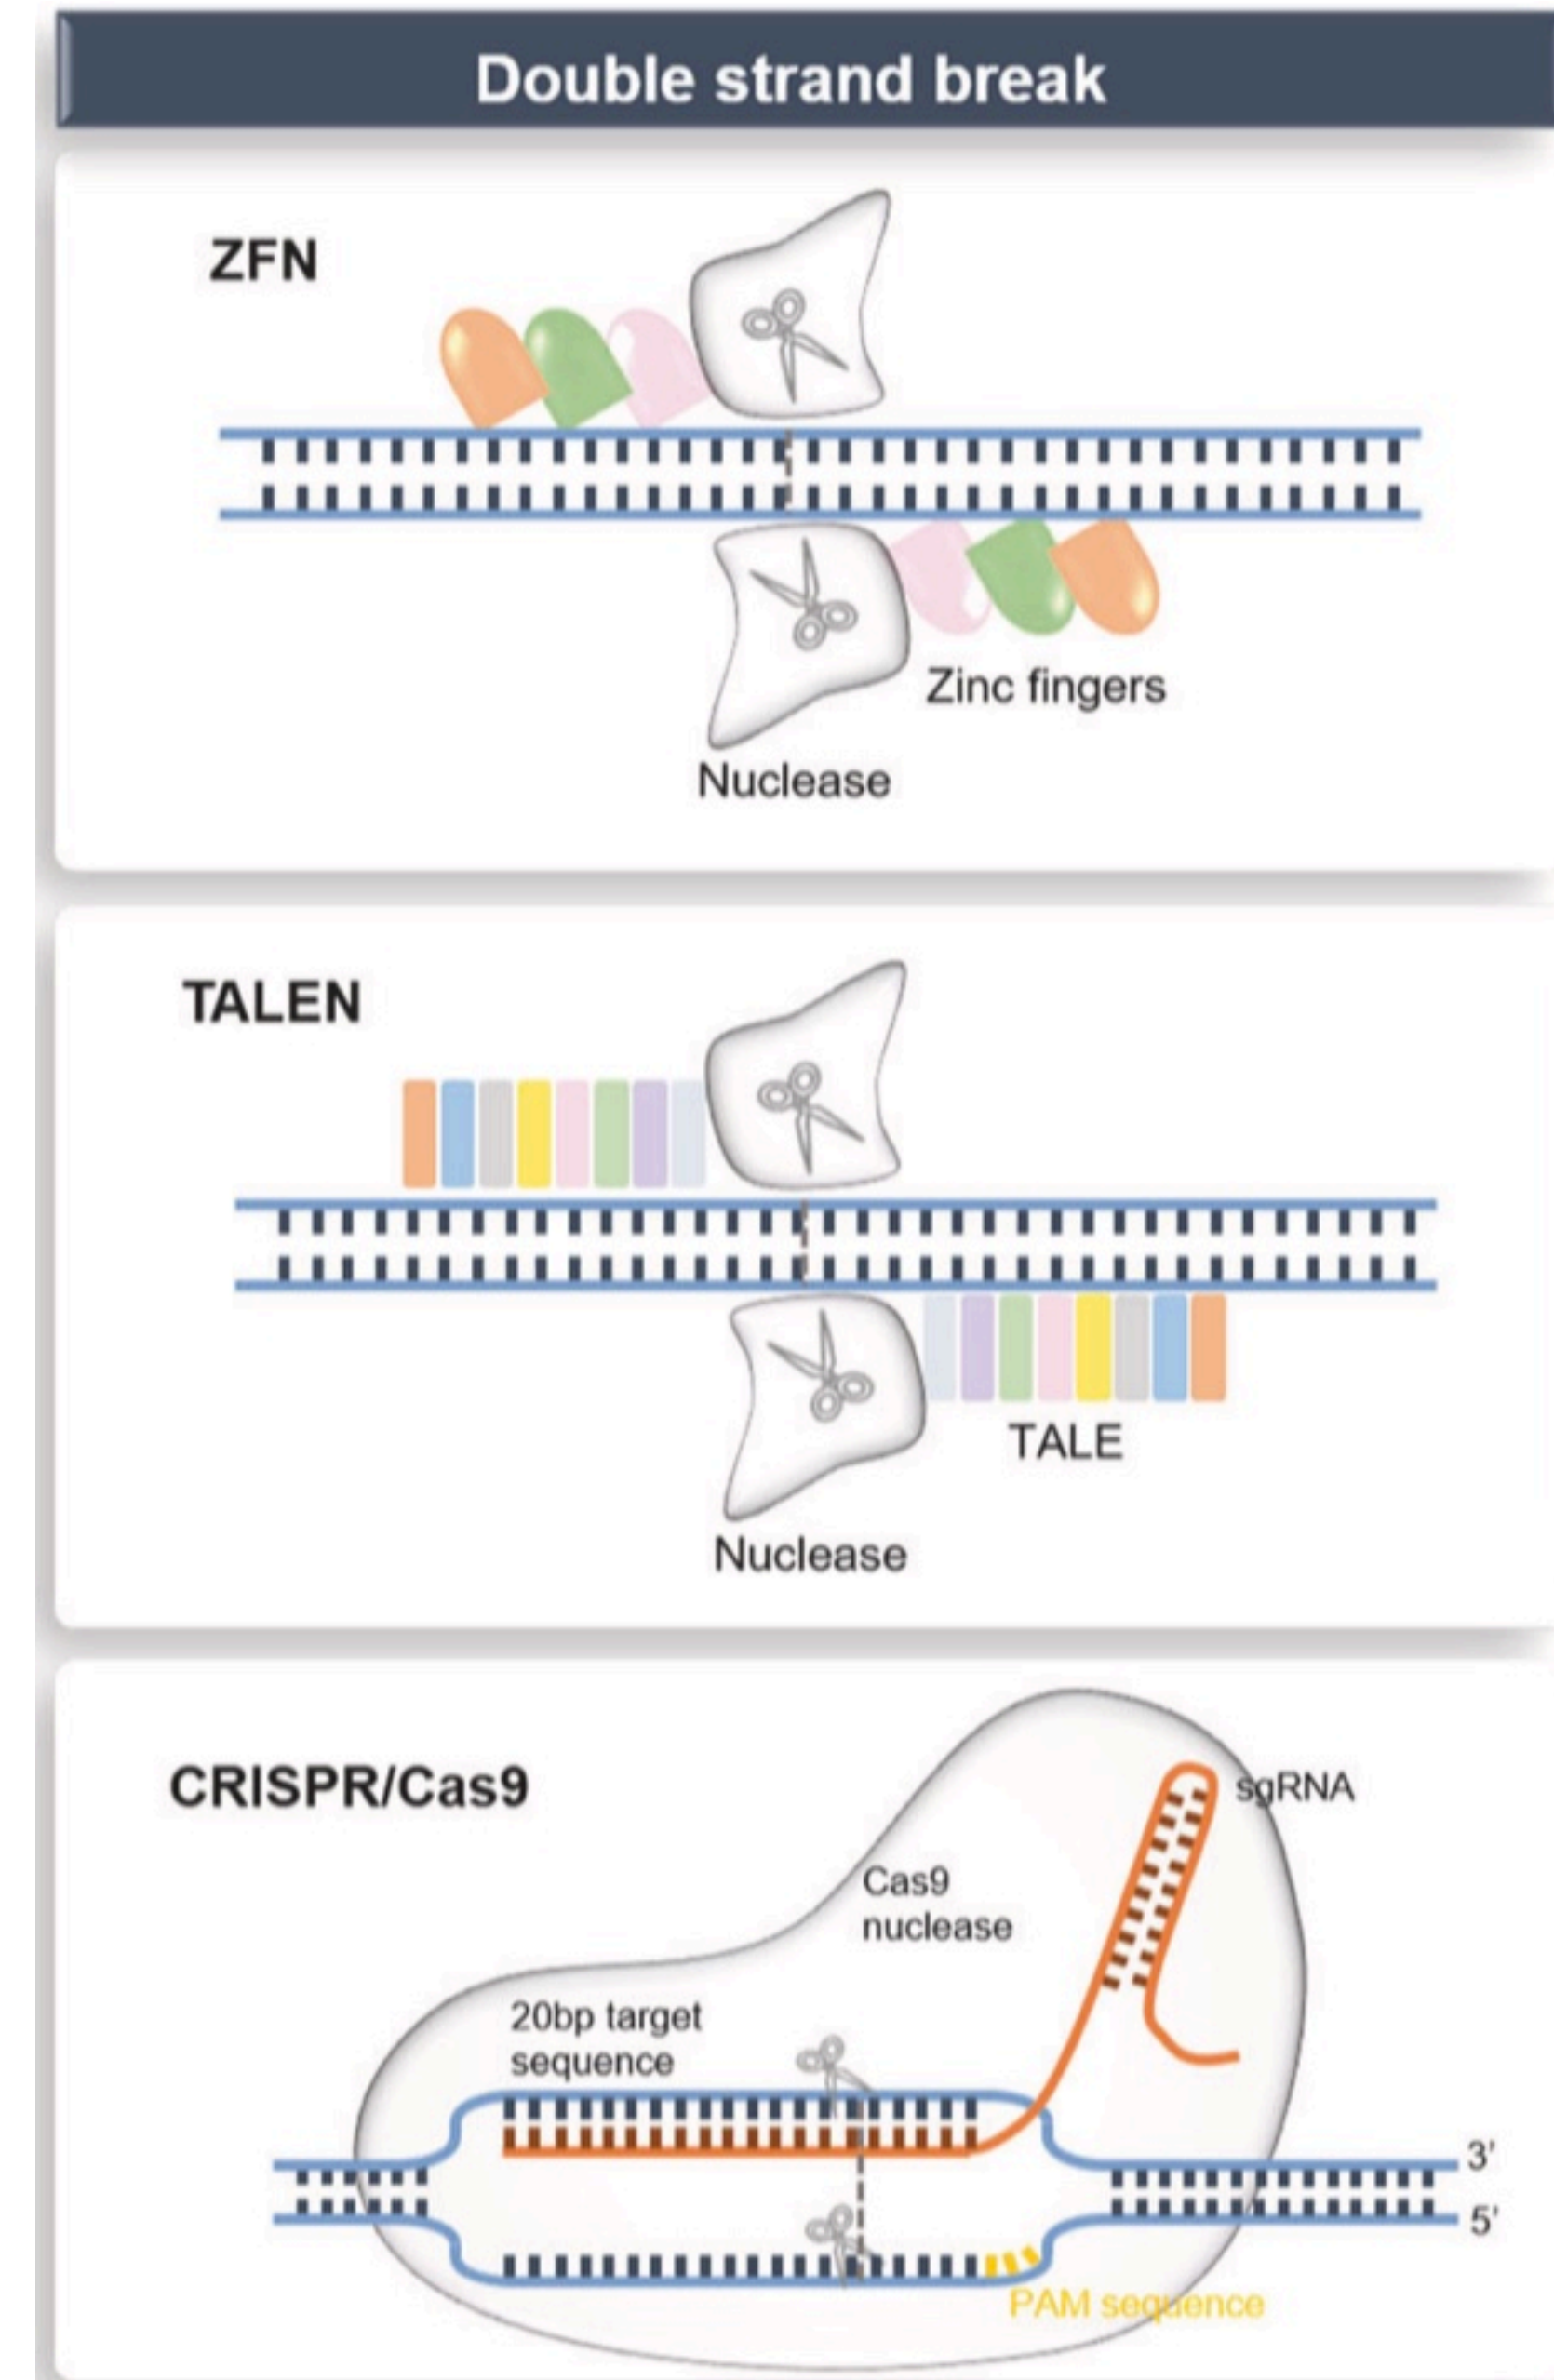 Double strand break
ZFN
Zinc fingers
Nuclease
TALEN
TALE
Nuclease
CRISPR/Cas9
sgRNA
Cas9
nuclease
20bp target
sequence
3'
5'
PAM sequence